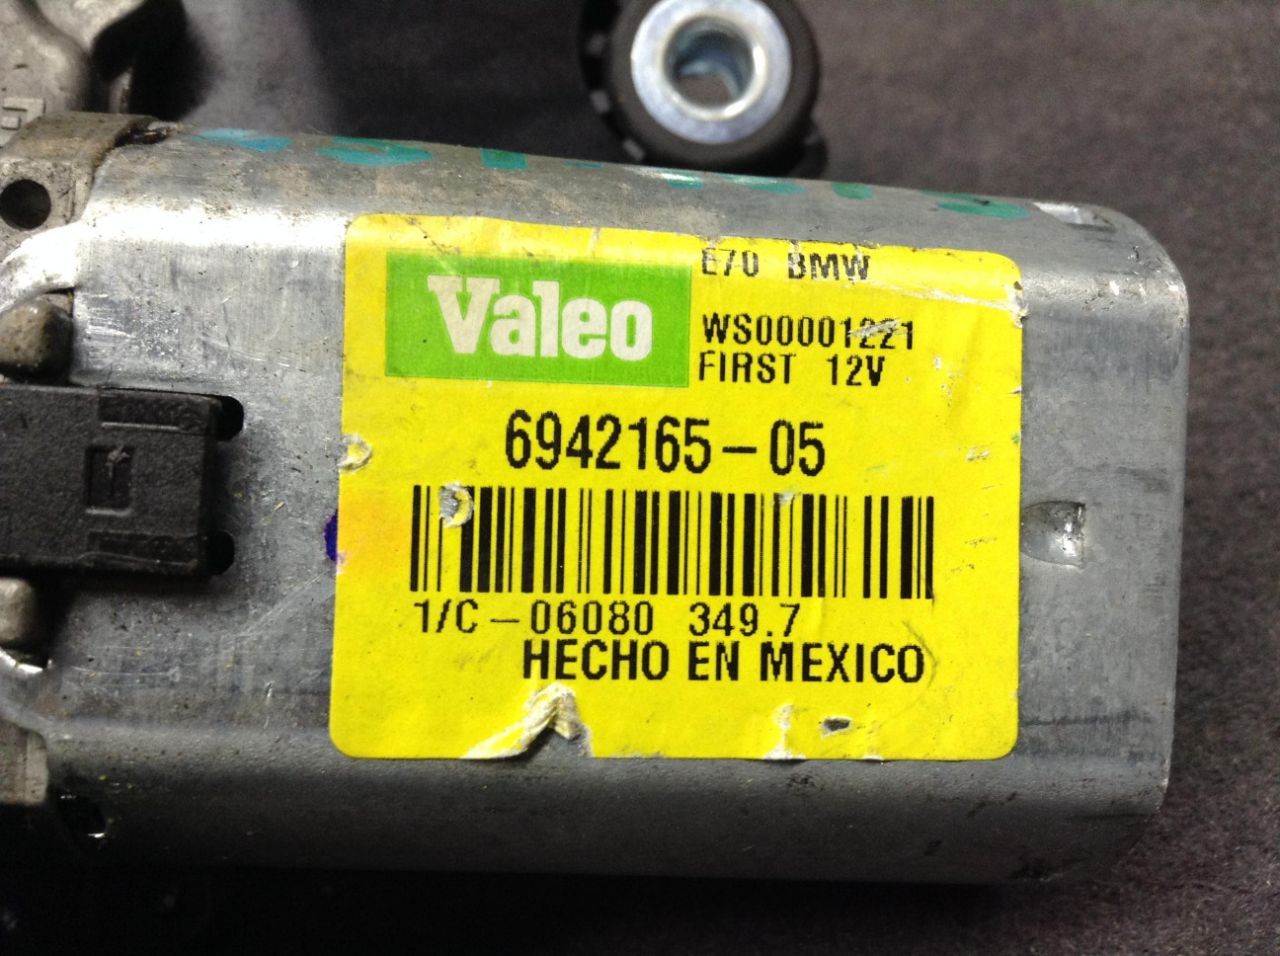 Valeo
E70 BMW
WS00001221
FIRST 12V
6942165-05
1/C-06080 349.7
HECHO EN MEXICO